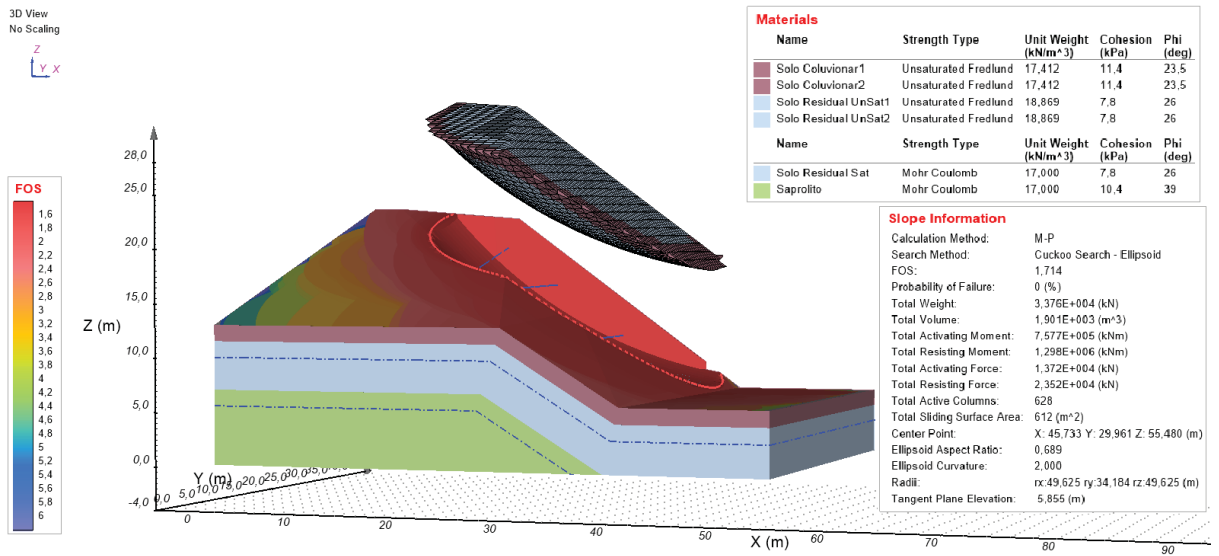 3D View
No Scaling
Z
Y X
Materials
Name Strength Type Unit Weight (kN/m^3) Cohesion (kPa) Phi (deg)
Solo Coluvionar1 Unsaturated Fredlund 17,412 11,4 23,5
Solo Coluvionar2 Unsaturated Fredlund 17,412 11,4 23,5
Solo Residual UnSat1 Unsaturated Fredlund 18,869 7,8 26
Solo Residual UnSat2 Unsaturated Fredlund 18,869 7,8 26
Name Strength Type Unit Weight (kN/m^3) Cohesion (kPa) Phi (deg)
Solo Residual Sat Mohr Coulomb 17,000 7,8 26
Saprolito Mohr Coulomb 17,000 10,4 39
FOS
1,6
2
2,4
2,8
3,2
3,4
3,6
3,8
4
4,2
4,4
4,6
4,8
5
5,2
5,4
5,6
5,8
6
28,0
25,0
20,0
15,0
Z (m)
10,0
5,0
0,0
-4,0
Y (m)
0,0 5,0 10,0 15,0 20,0 25,0 30,0 35,0
10 20 30 40 50 60 70 80 90
X (m)
Slope Information
Calculation Method: M-P
Search Method: Cuckoo Search - Ellipsoid
FOS: 1,714
Probability of Failure: 0 (%)
Total Weight: 3,376E+004 (kN)
Total Volume: 1,901E+003 (m^3)
Total Activating Moment: 7,577E+005 (kNm)
Total Resisting Moment: 1,298E+006 (kNm)
Total Activating Force: 1,372E+004 (kN)
Total Resisting Force: 2,352E+004 (kN)
Total Active Columns: 628
Total Sliding Surface Area: 612 (m^2)
Center Point: X: 45,733 Y: 29,961 Z: 55,480 (m)
Ellipsoid Aspect Ratio: 0,689
Ellipsoid Curvature: 2,000
Radii: rx:49,625 ry:34,184 rz:49,625 (m)
Tangent Plane Elevation: 5,855 (m)